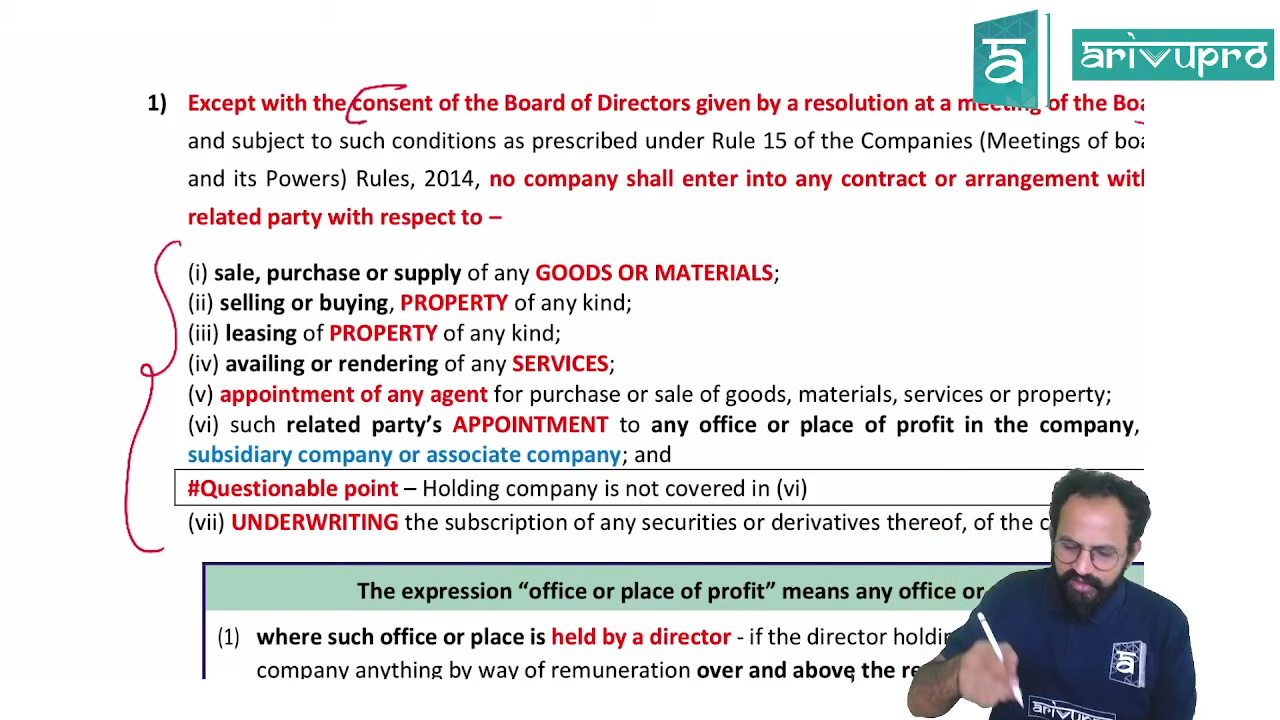 arivupro
1) Except with the consent of the Board of Directors given by a resolution at a meeting of the
and subject to such conditions as prescribed under Rule 15 of the Companies (Meetings of
and its Powers) Rules, 2014, no company shall enter into any contract or arrangement
related party with respect to –
(i) sale, purchase or supply of any GOODS OR MATERIALS;
(ii) selling or buying, PROPERTY of any kind;
(iii) leasing of PROPERTY of any kind;
(iv) availing or rendering of any SERVICES;
(v) appointment of any agent for purchase or sale of goods, materials, services or property;
(vi) such related party’s APPOINTMENT to any office or place of profit in the company,
subsidiary company or associate company; and
#Questionable point – Holding company is not covered in (vi)
(vii) UNDERWRITING the subscription of any securities or derivatives thereof, of the
The expression “office or place of profit” means any office or
(1) where such office or place is held by a director - if the director
company anything by way of remuneration over and above the
arivupro